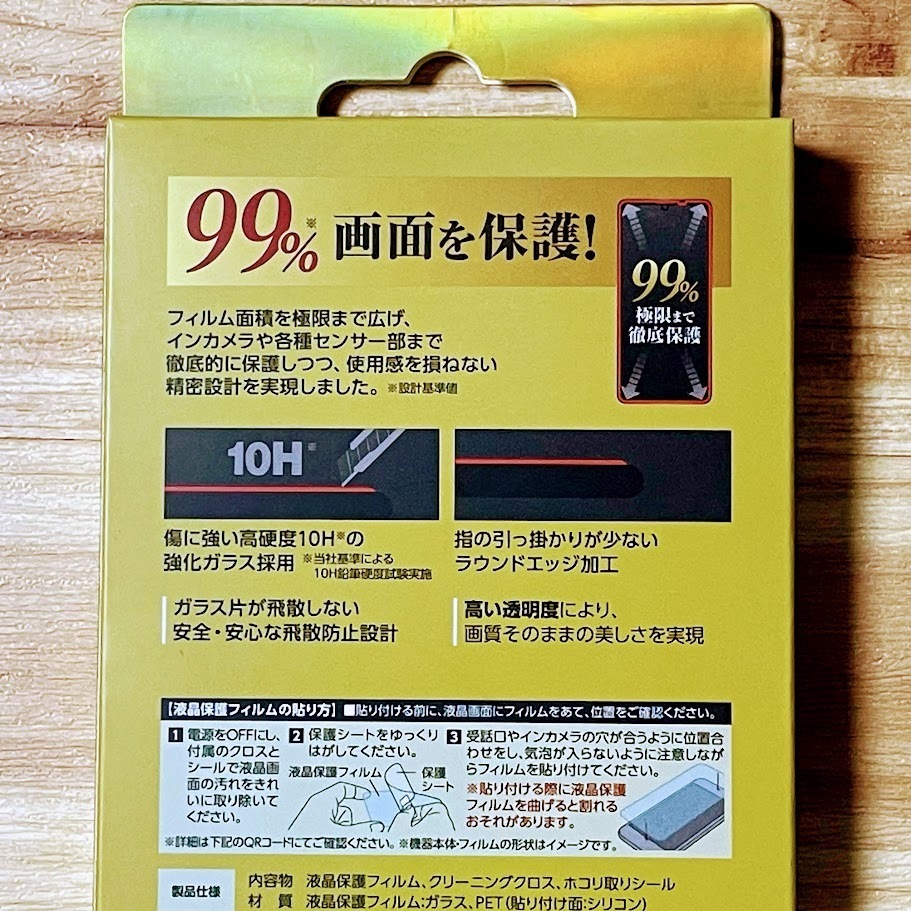 99%※ 画面を保護!
99%
極限まで
徹底保護
フィルム面積を極限まで広げ、
インカメラや各種センサー部まで
徹底的に保護しつつ、使用感を損ねない
精密設計を実現しました。※設計基準値
10H※
傷に強い高硬度10H※の
強化ガラス採用 ※当社基準による
10H鉛筆硬度試験実施
指の引っ掛かりが少ない
ラウンドエッジ加工
ガラス片が飛散しない
安全・安心な飛散防止設計
高い透明度により、
画質そのままの美しさを実現
【液晶保護フィルムの貼り方】 ■貼り付ける前に、液晶画面にフィルムをあて、位置をご確認ください。
1 電源をOFFにし、
付属のクロスと
シールで液晶画
面の汚れをきれ
いに取り除いて
ください。
2 保護シートをゆっくり
はがしてください。
液晶保護フィルム
保護
シート
3 受話口やインカメラの穴が合うように位置合
わせをし、気泡が入らないように注意しなが
らフィルムを貼り付けてください。
※貼り付ける際に液晶保護
フィルムを曲げると割れる
おそれがあります。
※詳細は下記のQRコードにてご確認ください。※機器本体・フィルムの形状はイメージです。
製品仕様
内容物 液晶保護フィルム、クリーニングクロス、ホコリ取りシール
材 質 液晶保護フィルム:ガラス、PET(貼り付け面:シリコン)